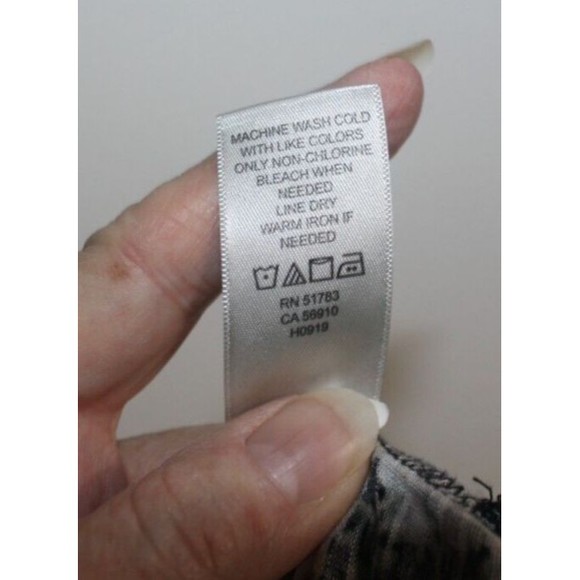 MACHINE WASH COLD
WITH LIKE COLORS
ONLY NON-CHLORINE
BLEACH WHEN
NEEDED
LINE DRY
WARM IRON IF
NEEDED
RN 51783
CA 56910
H0919